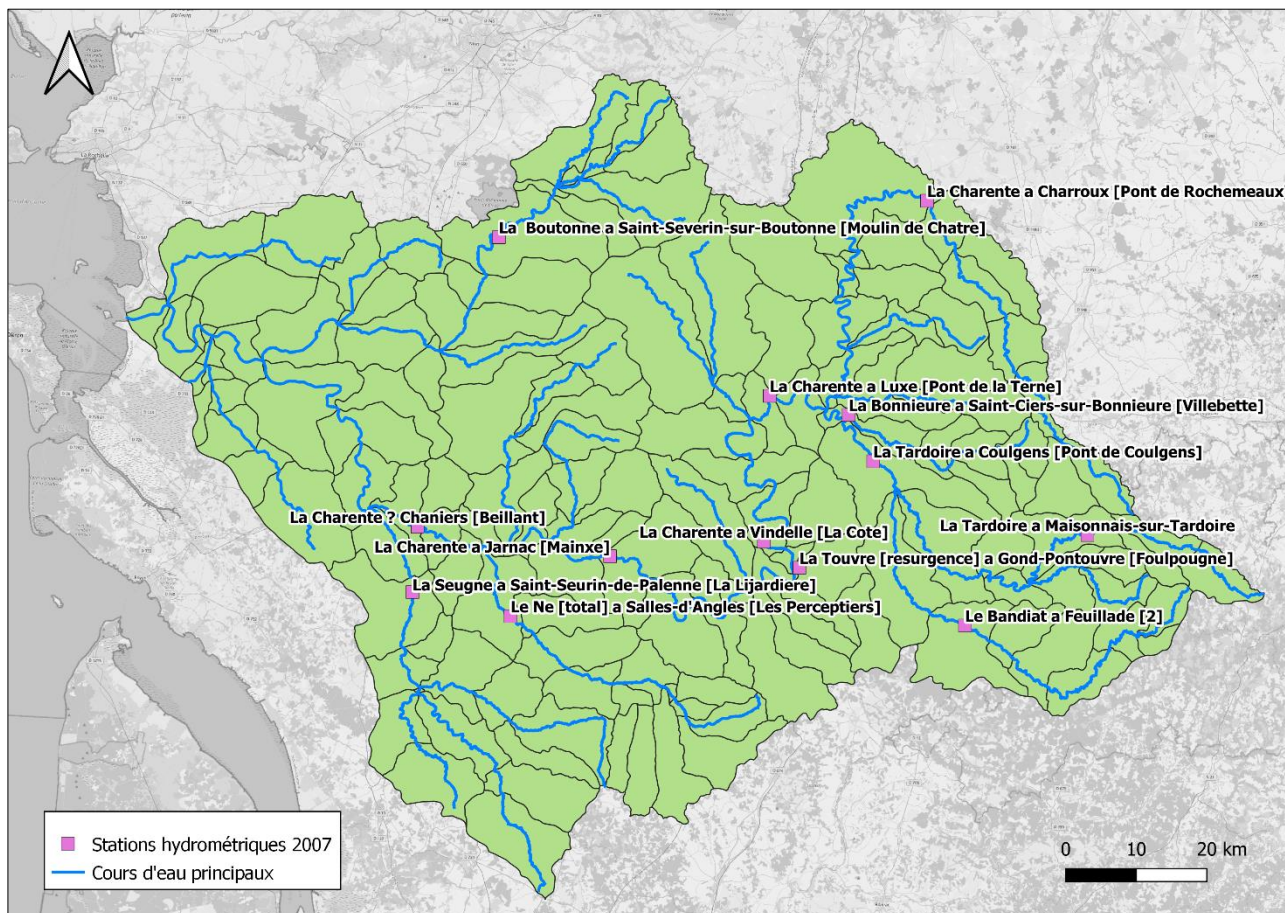 La Charente a Charroux [Pont de Rochemeaux
La Boutonne a Saint-Severin-sur-Boutonne [Moulin de Chatre]
La Charente a Luxe [Pont de la Terne]
La Bonnieure a Saint-Ciers-sur-Bonnieure [Villebette]
La Tardoire a Coulgens [Pont de Coulgens]
La Charente ? Chaniers [Beillant]
La Charente a Vindelle [La Cote]
La Tardoire a Maisonnais-sur-Tardoire
La Charente a Jarnac [Mainxe]
La Touvre [resurgence] a Gond-Pontouvre [Foulpougne]
La Seugne a Saint-Seurin-de-Palenne [La Lijardiere]
Le Ne [total] a Salles-d'Angles [Les Perceptiers]
Le Bandiat a Feuillade [2]
Stations hydrométriques 2007
Cours d'eau principaux
0 10 20 km